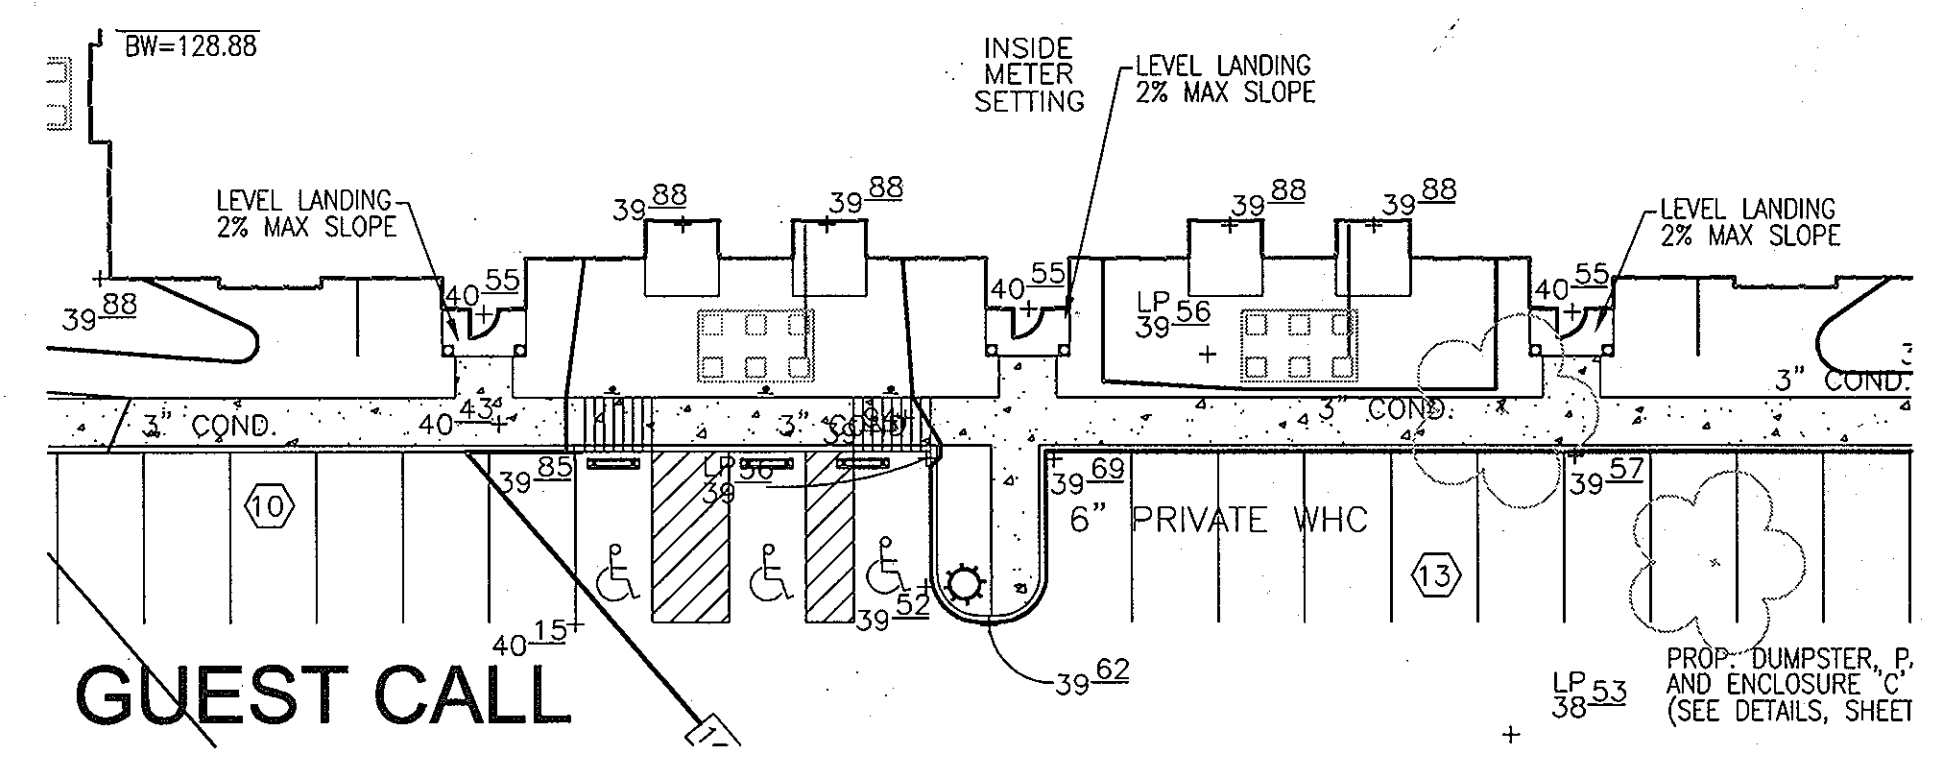 BW=128.88
INSIDE
METER
SETTING
LEVEL LANDING
2% MAX SLOPE
LEVEL LANDING
2% MAX SLOPE
LEVEL LANDING
2% MAX SLOPE
39 88
39 88
39 88
39 88
39 88
40 55
40 55
40 55
LP 56
39
3" COND.
40 43
3"
3" COND.
3" COND.
39 85
LP 56
39
39 69
39 57
10
6" PRIVATE WHC
13
39 52
40 15
39 62
GUEST CALL
LP 53
38
PROP. DUMPSTER, P
AND ENCLOSURE "C"
(SEE DETAILS, SHEET